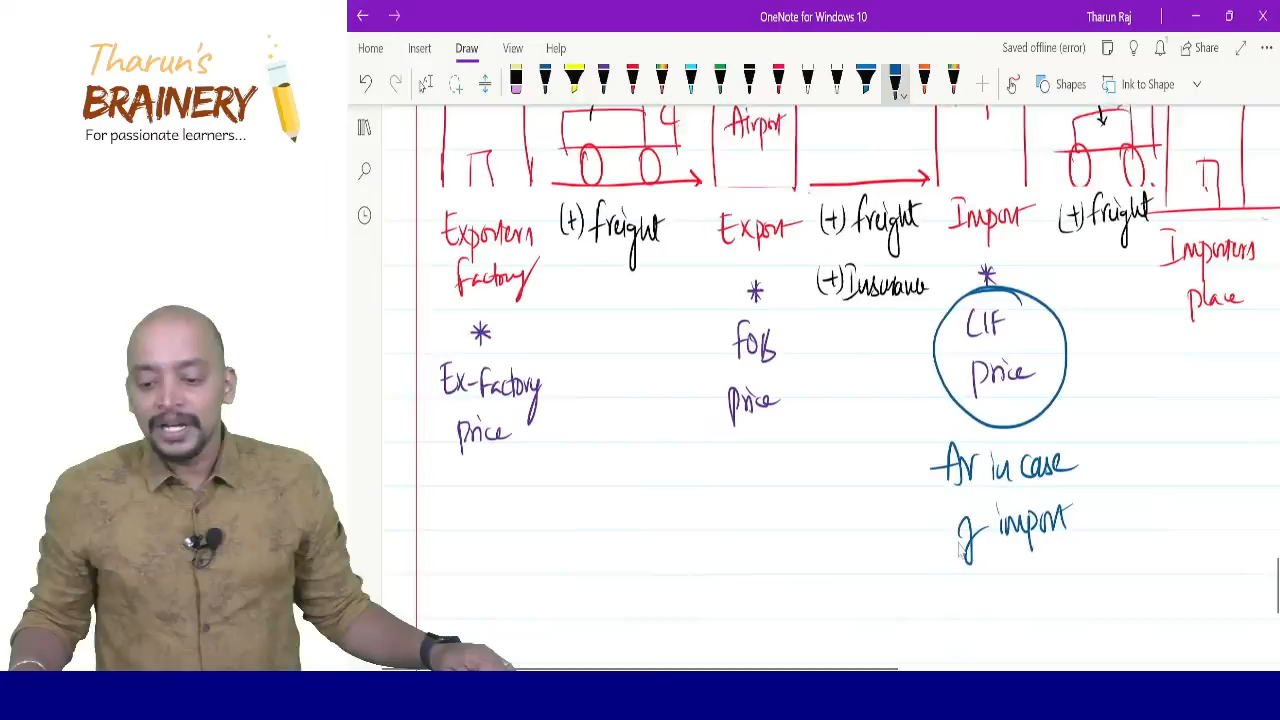 Tharun's
BRAINERY
For passionate learners...
OneNote for Windows 10
Tharun Raj
Home Insert Draw View Help
Saved offline (error)
Share
Shapes
Ink to Shape
Airport
Exporters
factory
(+) freight
Export
(+) freight
(+) Insurance
Import
(+) freight
Importers
place
*
Ex-factory
price
*
FOB
price
*
CIF
price
AV in case
of import